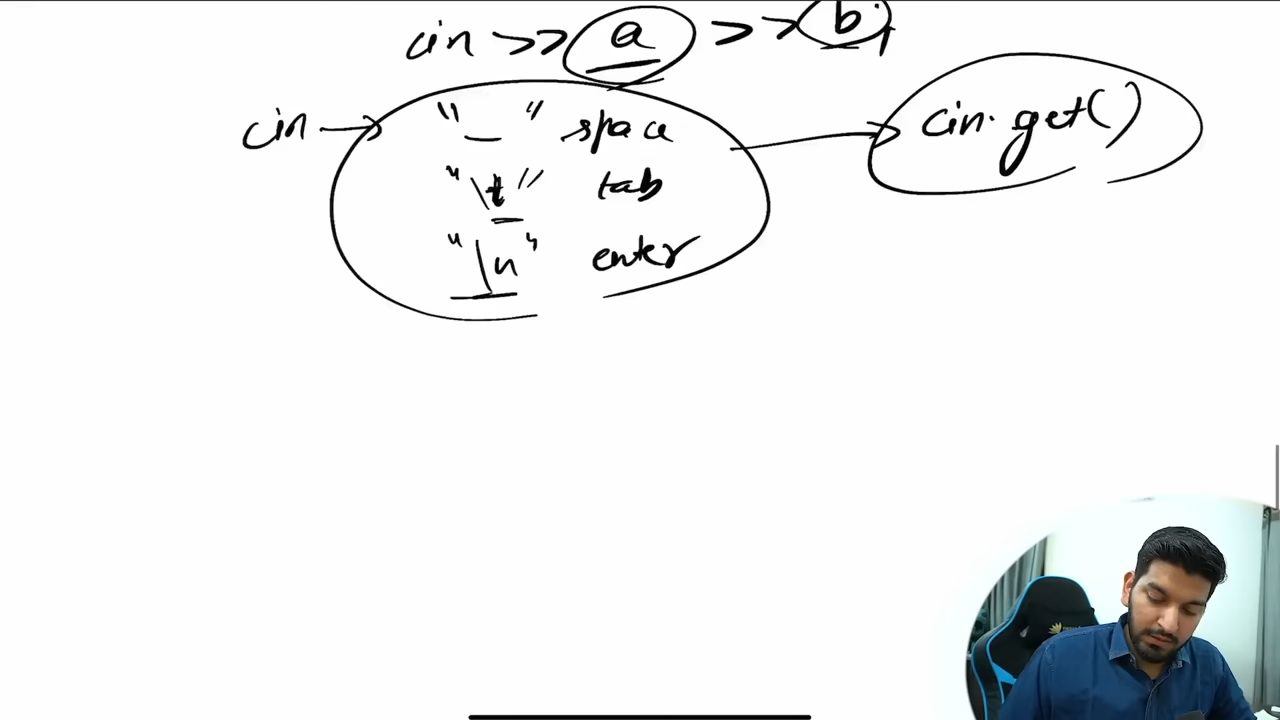 cin >> a >> b;
cin → "_" space → cin.get()
"\t" tab
"\n" enter